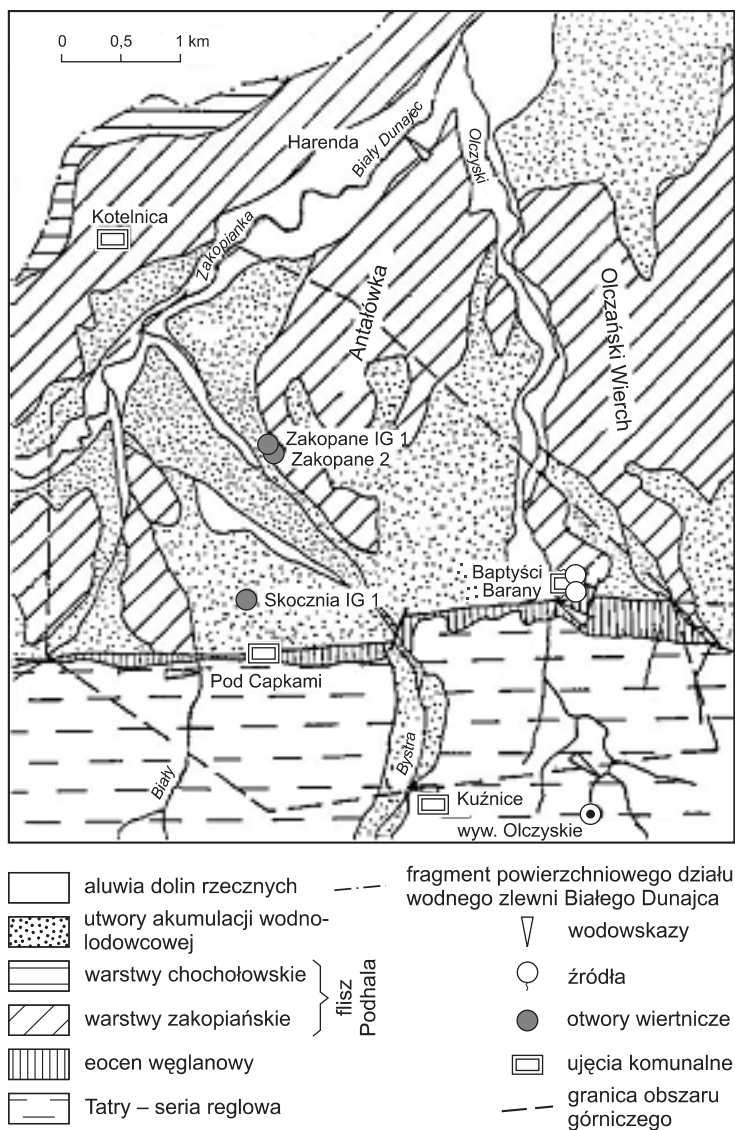 0 0,5 1 km
Harenda
Biały Dunajec
Olczyski
Kotelnica
Zakopianka
Antałówka
Olczański Wierch
Zakopane IG 1
Zakopane 2
Baptyści
Barany
Skocznia IG 1
Pod Capkami
Biały
Bystra
Kuźnice
wyw. Olczyskie
aluwia dolin rzecznych
utwory akumulacji wodno-
lodowcowej
warstwy chochołowskie
warstwy zakopiańskie
flisz
Podhala
eocen węglanowy
Tatry – seria reglowa
fragment powierzchniowego działu
wodnego zlewni Białego Dunajca
wodowskazy
źródła
otwory wiertnicze
ujęcia komunalne
granica obszaru
górniczego